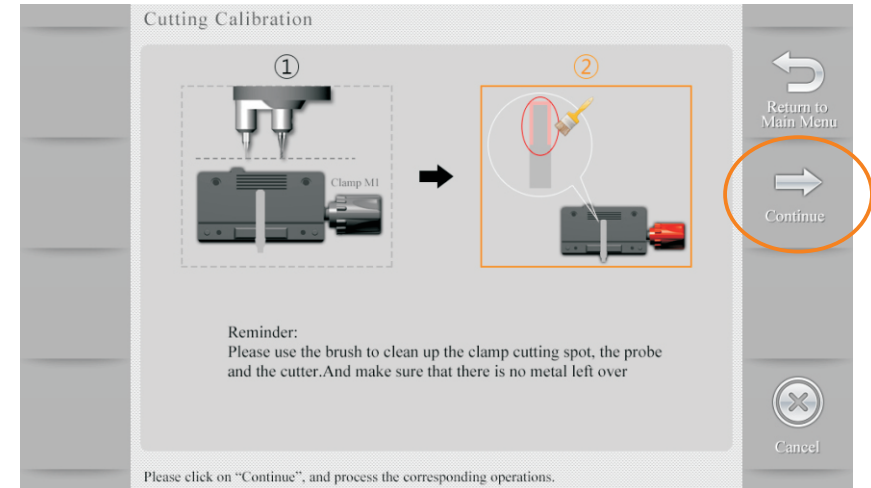 Cutting Calibration
①
②
Clamp M1
Return to
Main Menu
Continue
Reminder:
Please use the brush to clean up the clamp cutting spot, the probe
and the cutter.And make sure that there is no metal left over
Cancel
Please click on “Continue”, and process the corresponding operations.